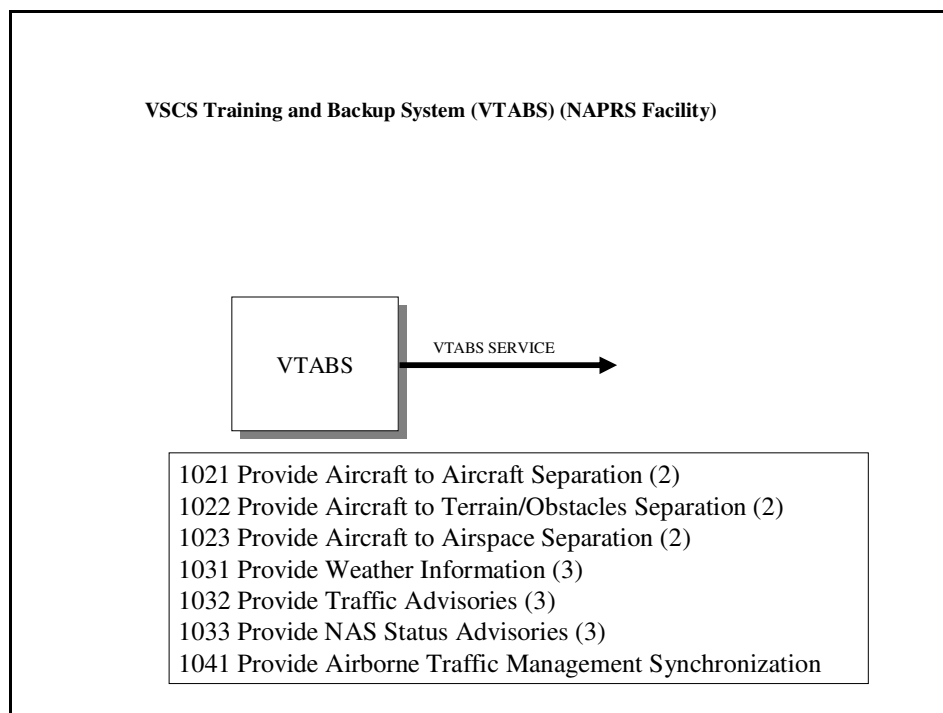 VSCS Training and Backup System (VTABS) (NAPRS Facility)
VTABS
VTABS SERVICE
1021 Provide Aircraft to Aircraft Separation (2)
1022 Provide Aircraft to Terrain/Obstacles Separation (2)
1023 Provide Aircraft to Airspace Separation (2)
1031 Provide Weather Information (3)
1032 Provide Traffic Advisories (3)
1033 Provide NAS Status Advisories (3)
1041 Provide Airborne Traffic Management Synchronization